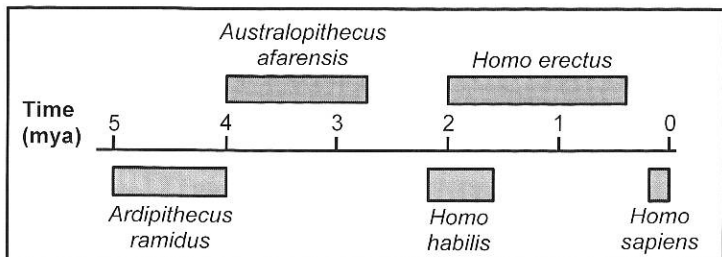 Australopithecus
afarensis
Homo erectus
Time
(mya)
5 4 3 2 1 0
Ardipithecus
ramidus
Homo
habilis
Homo
sapiens